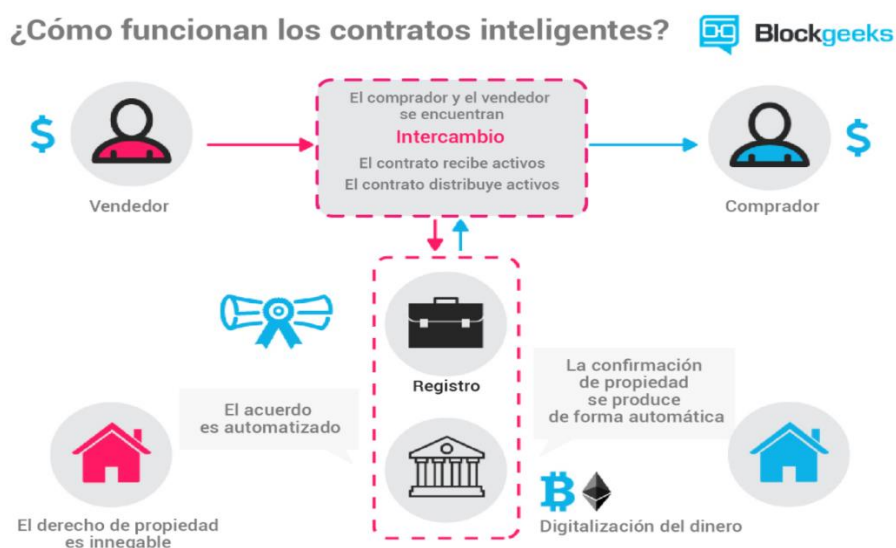 ¿Cómo funcionan los contratos inteligentes?
Blockgeeks
El comprador y el vendedor
se encuentran
Intercambio
El contrato recibe activos
El contrato distribuye activos
$
Vendedor
$
Comprador
Registro
El acuerdo
es automatizado
La confirmación
de propiedad
se produce
de forma automática
El derecho de propiedad
es innegable
Digitalización del dinero